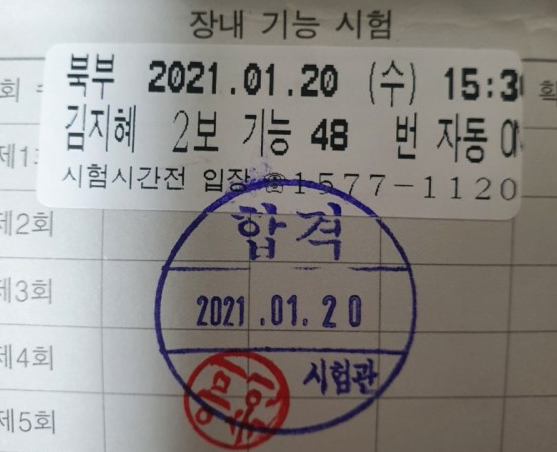 장내 기능 시험
북부 2021.01.20 (수) 15:3
김지혜 2보 기능 48 번 자동
시험시간전 입장 ☎1577-1120
제1
제2회
합격
제3회
2021.01.20
제4회
시험관
제5회